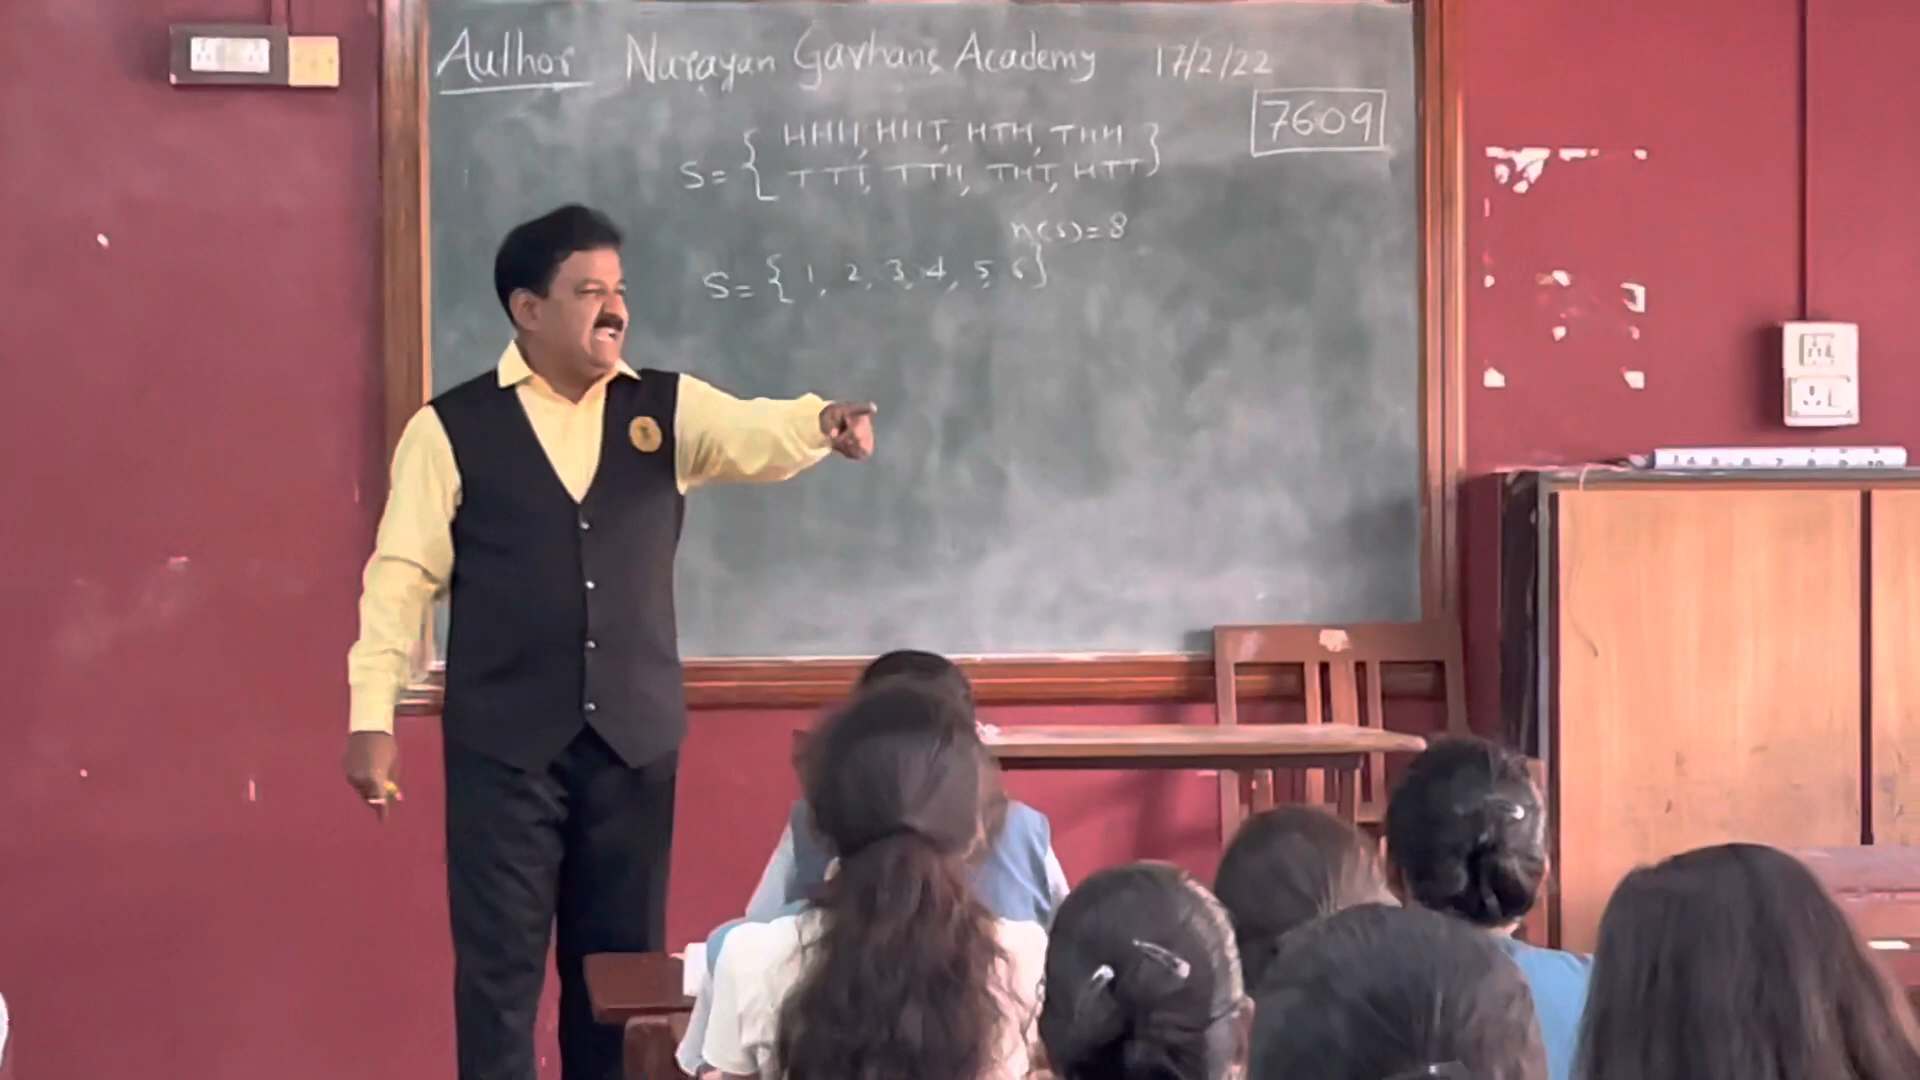 Author Narayan Gavhane Academy 17/2/22
7609
S = { HHH, HHT, HTH, THH
TTT, TTH, THT, HTT }
n(s) = 8
S = { 1, 2, 3, 4, 5, 6 }